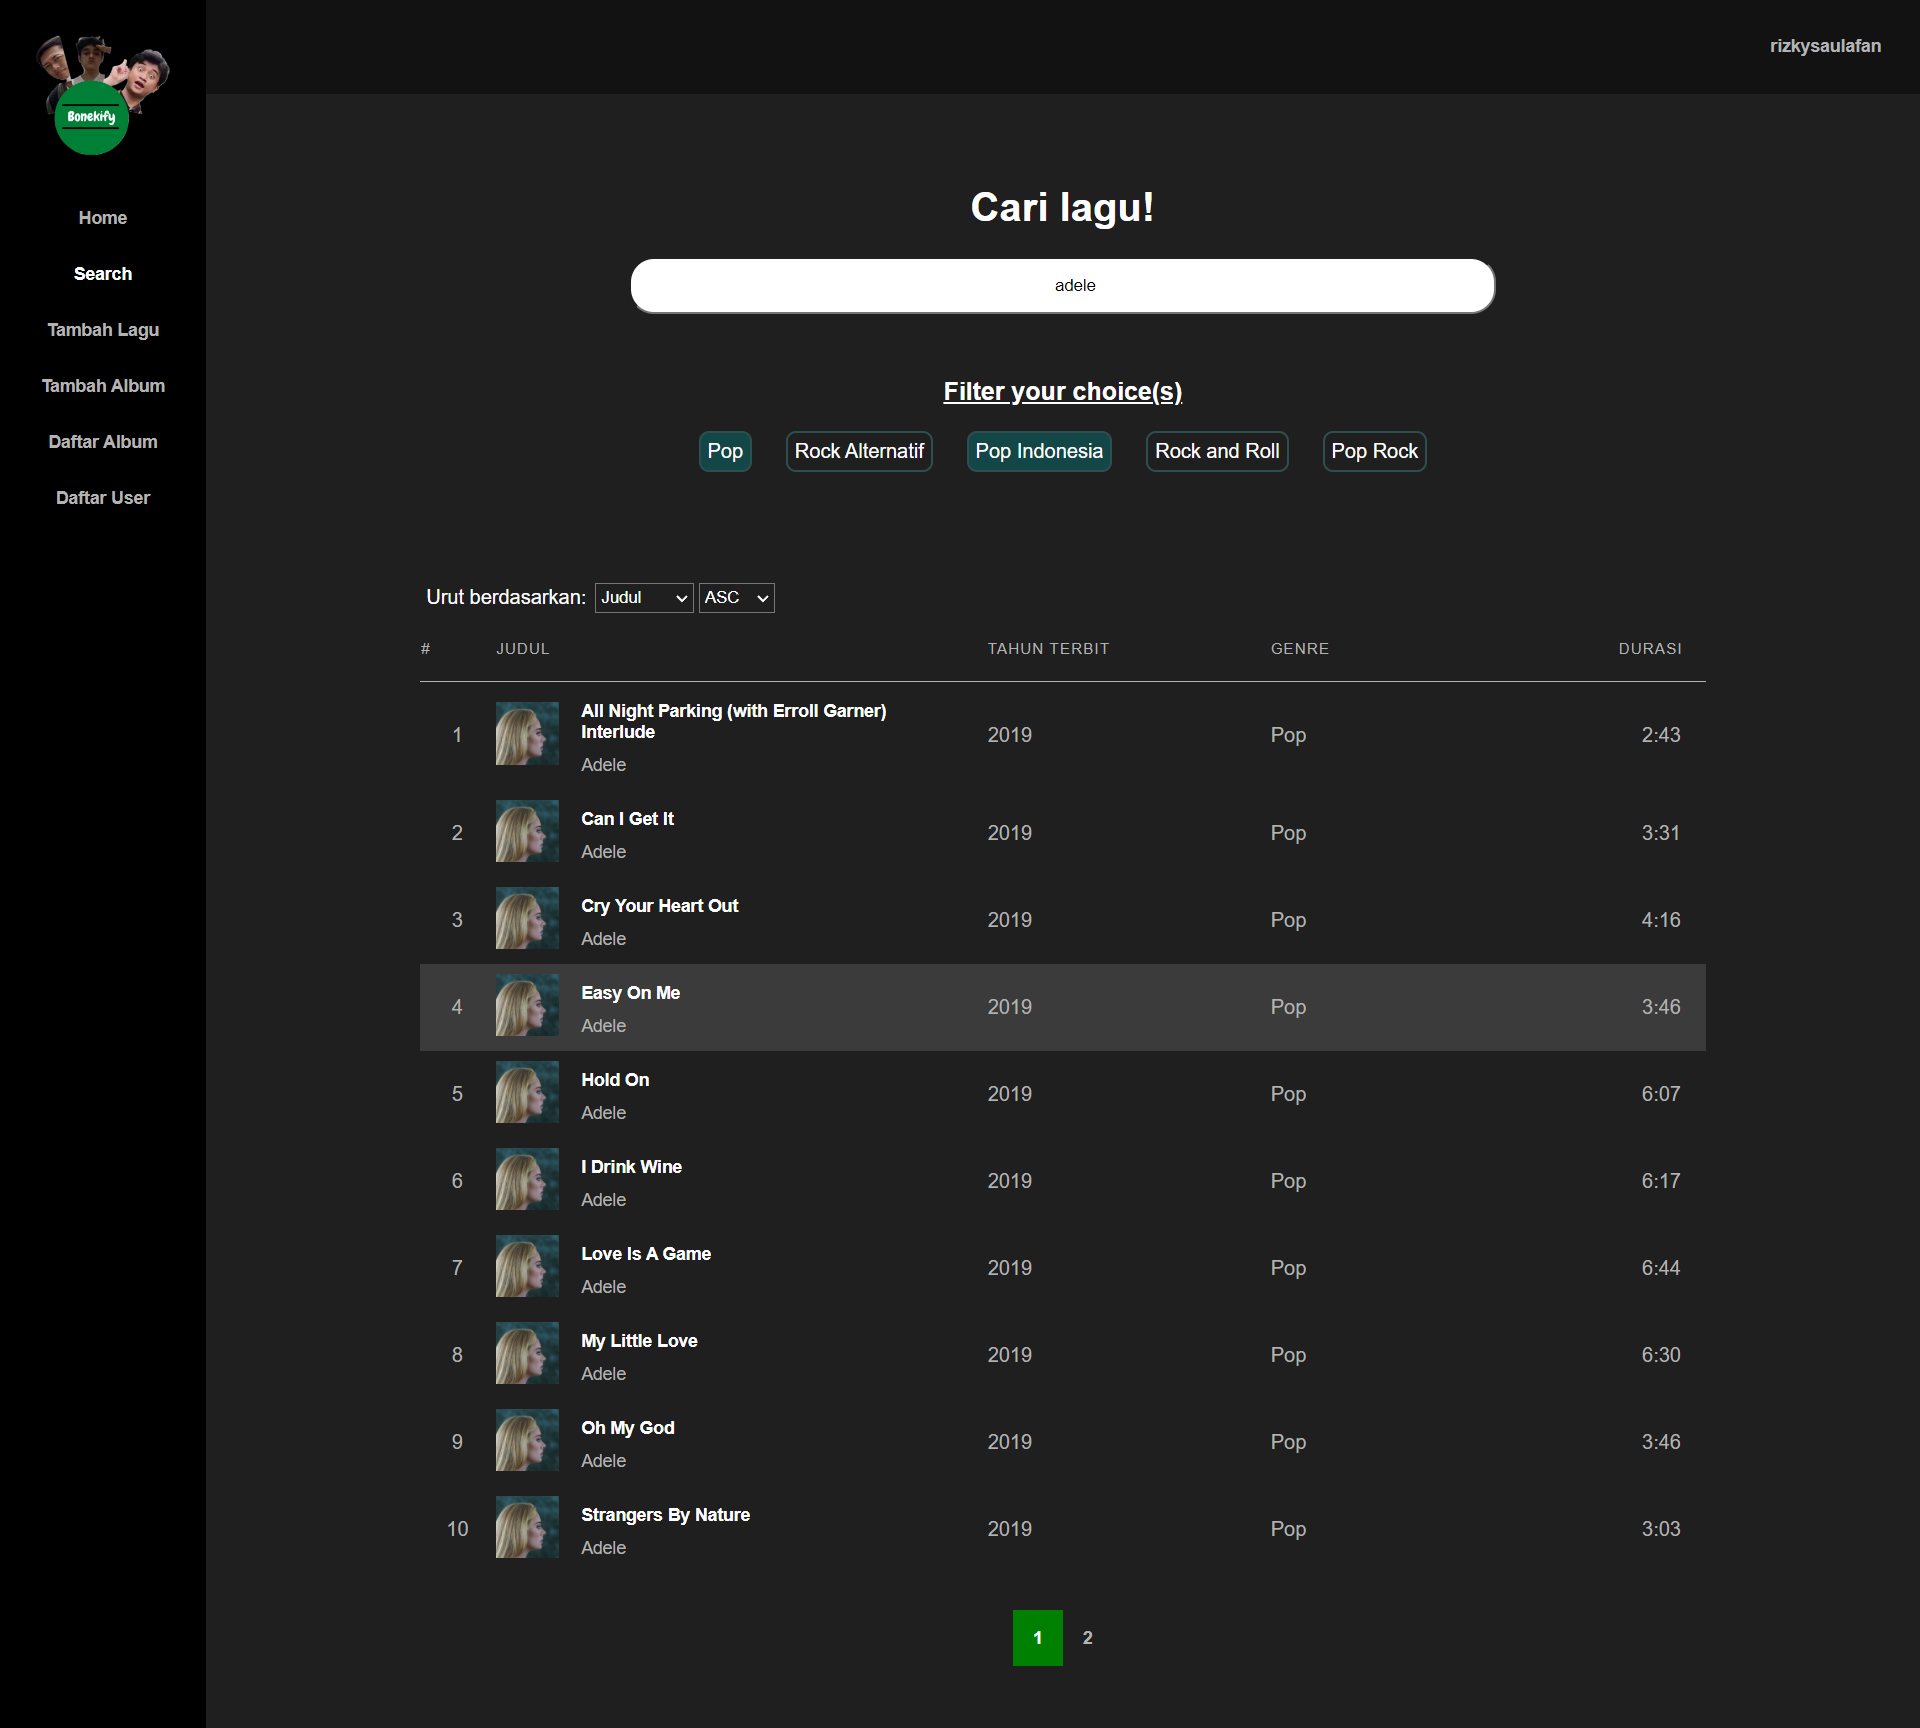 rizkysaulafan
Bonekify
Home
Search
Tambah Lagu
Tambah Album
Daftar Album
Daftar User
Cari lagu!
adele
Filter your choice(s)
Pop Rock Alternatif Pop Indonesia Rock and Roll Pop Rock
Urut berdasarkan: Judul ASC
# JUDUL TAHUN TERBIT GENRE DURASI
1 All Night Parking (with Erroll Garner)
Interlude
Adele 2019 Pop 2:43
2 Can I Get It
Adele 2019 Pop 3:31
3 Cry Your Heart Out
Adele 2019 Pop 4:16
4 Easy On Me
Adele 2019 Pop 3:46
5 Hold On
Adele 2019 Pop 6:07
6 I Drink Wine
Adele 2019 Pop 6:17
7 Love Is A Game
Adele 2019 Pop 6:44
8 My Little Love
Adele 2019 Pop 6:30
9 Oh My God
Adele 2019 Pop 3:46
10 Strangers By Nature
Adele 2019 Pop 3:03
1 2